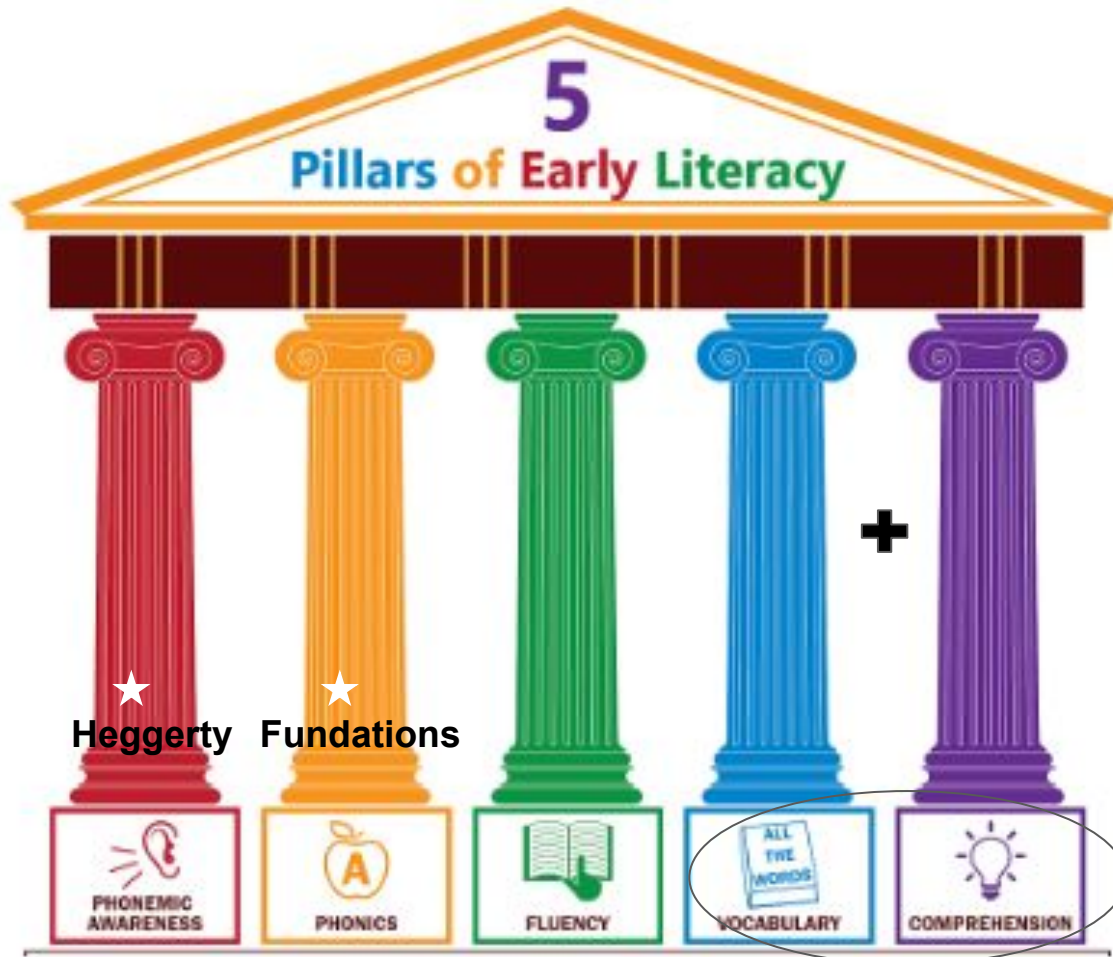 5
Pillars of Early Literacy
Heggerty Fundations
ALL
THE
WORDS
A
PHONEMIC
AWARENESS
PHONICS
FLUENCY
VOCABULARY
COMPREHENSION